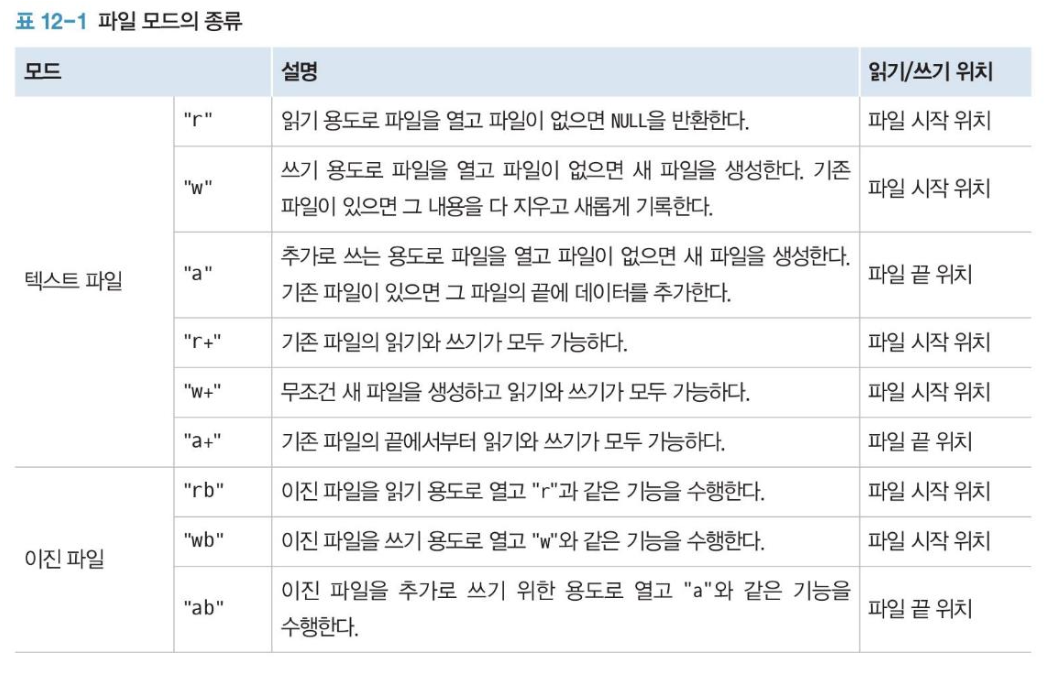 표 12-1 파일 모드의 종류
모드 설명 읽기/쓰기 위치
텍스트 파일
"r" 읽기 용도로 파일을 열고 파일이 없으면 NULL을 반환한다. 파일 시작 위치
"w" 쓰기 용도로 파일을 열고 파일이 없으면 새 파일을 생성한다. 기존
파일이 있으면 그 내용을 다 지우고 새롭게 기록한다. 파일 시작 위치
"a" 추가로 쓰는 용도로 파일을 열고 파일이 없으면 새 파일을 생성한다.
기존 파일이 있으면 그 파일의 끝에 데이터를 추가한다. 파일 끝 위치
"r+" 기존 파일의 읽기와 쓰기가 모두 가능하다. 파일 시작 위치
"w+" 무조건 새 파일을 생성하고 읽기와 쓰기가 모두 가능하다. 파일 시작 위치
"a+" 기존 파일의 끝에서부터 읽기와 쓰기가 모두 가능하다. 파일 끝 위치
이진 파일
"rb" 이진 파일을 읽기 용도로 열고 "r"과 같은 기능을 수행한다. 파일 시작 위치
"wb" 이진 파일을 쓰기 용도로 열고 "w"와 같은 기능을 수행한다. 파일 시작 위치
"ab" 이진 파일을 추가로 쓰기 위한 용도로 열고 "a"와 같은 기능을
수행한다. 파일 끝 위치